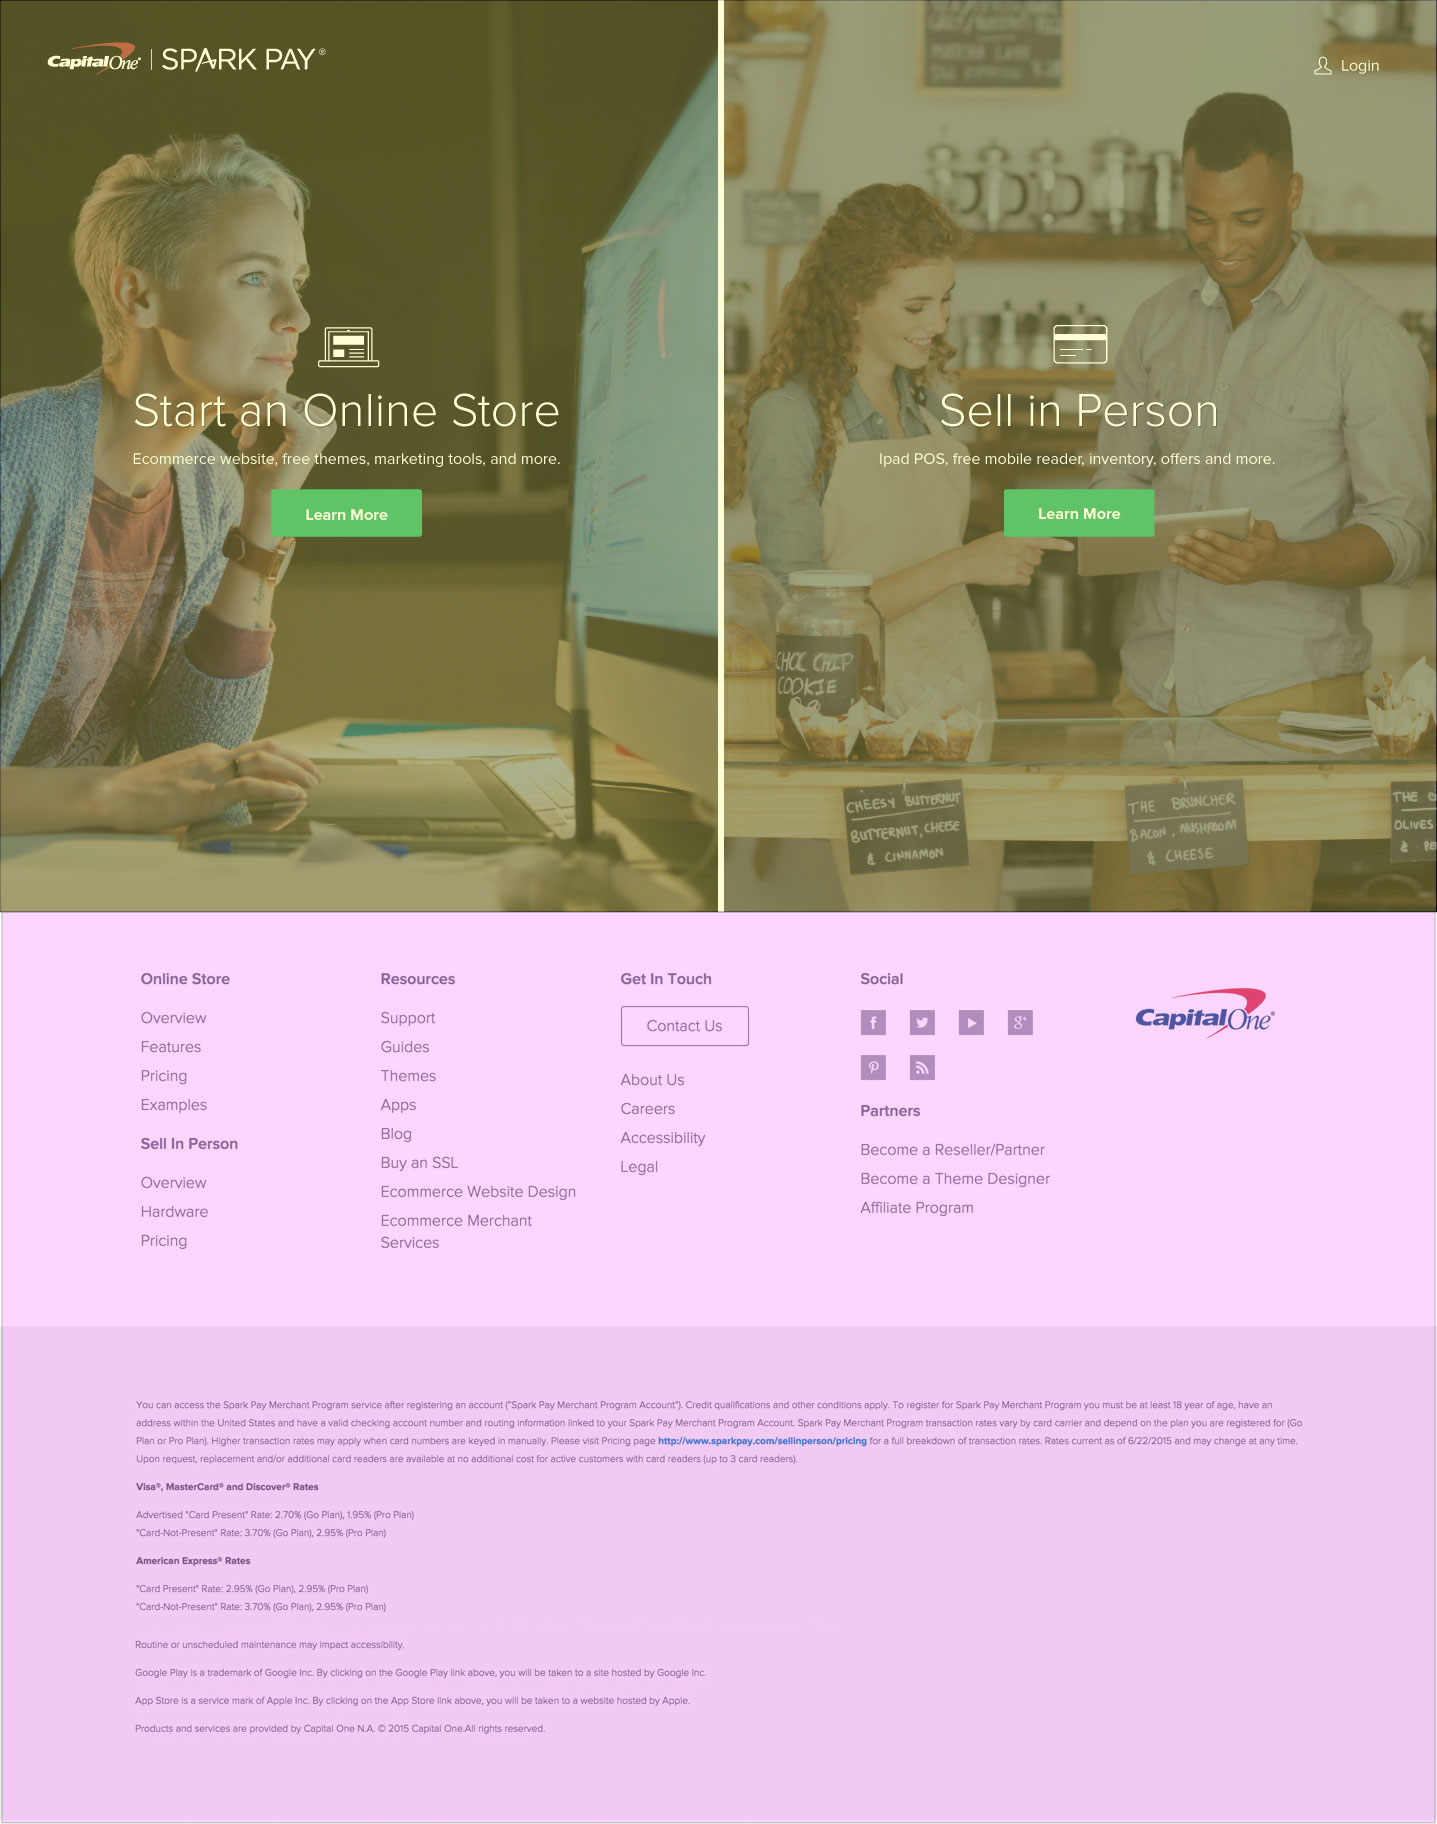 CapitalOne® | SPARK PAY®
Login
Start an Online Store
Ecommerce website, free themes, marketing tools, and more.
Learn More
Sell in Person
Ipad POS, free mobile reader, inventory, offers and more.
Learn More
CHOC CHIP
COOKIE
CHEESY BUTTERNUT
BUTTERNUT, CHEESE
& CINNAMON
THE BRUNCHER
BACON, MUSHROOM
& CHEESE
THE
OLIVES
&
Online Store
Overview
Features
Pricing
Examples
Sell In Person
Overview
Hardware
Pricing
Resources
Support
Guides
Themes
Apps
Blog
Buy an SSL
Ecommerce Website Design
Ecommerce Merchant
Services
Get In Touch
Contact Us
About Us
Careers
Accessibility
Legal
Social
Partners
Become a Reseller/Partner
Become a Theme Designer
Affiliate Program
CapitalOne®
You can access the Spark Pay Merchant Program service after registering an account ("Spark Pay Merchant Program Account"). Credit qualifications and other conditions apply. To register for Spark Pay Merchant Program you must be at least 18 year of age, have an
address within the United States and have a valid checking account number and routing information linked to your Spark Pay Merchant Program Account. Spark Pay Merchant Program transaction rates vary by card carrier and depend on the plan you are registered for (Go
Plan or Pro Plan). Higher transaction rates may apply when card numbers are keyed in manually. Please visit Pricing page http://www.sparkpay.com/sellinperson/pricing for a full breakdown of transaction rates. Rates current as of 6/22/2015 and may change at any time.
Upon request, replacement and/or additional card readers are available at no additional cost for active customers with card readers (up to 3 card readers).
Visa®, MasterCard® and Discover® Rates
Advertised "Card Present" Rate: 2.70% (Go Plan), 1.95% (Pro Plan)
"Card-Not-Present" Rate: 3.70% (Go Plan), 2.95% (Pro Plan)
American Express® Rates
"Card Present" Rate: 2.95% (Go Plan), 2.95% (Pro Plan)
"Card-Not-Present" Rate: 3.70% (Go Plan), 2.95% (Pro Plan)
Routine or unscheduled maintenance may impact accessibility.
Google Play is a trademark of Google Inc. By clicking on the Google Play link above, you will be taken to a site hosted by Google Inc.
App Store is a service mark of Apple Inc. By clicking on the App Store link above, you will be taken to a website hosted by Apple.
Products and services are provided by Capital One N.A. © 2015 Capital One.All rights reserved.